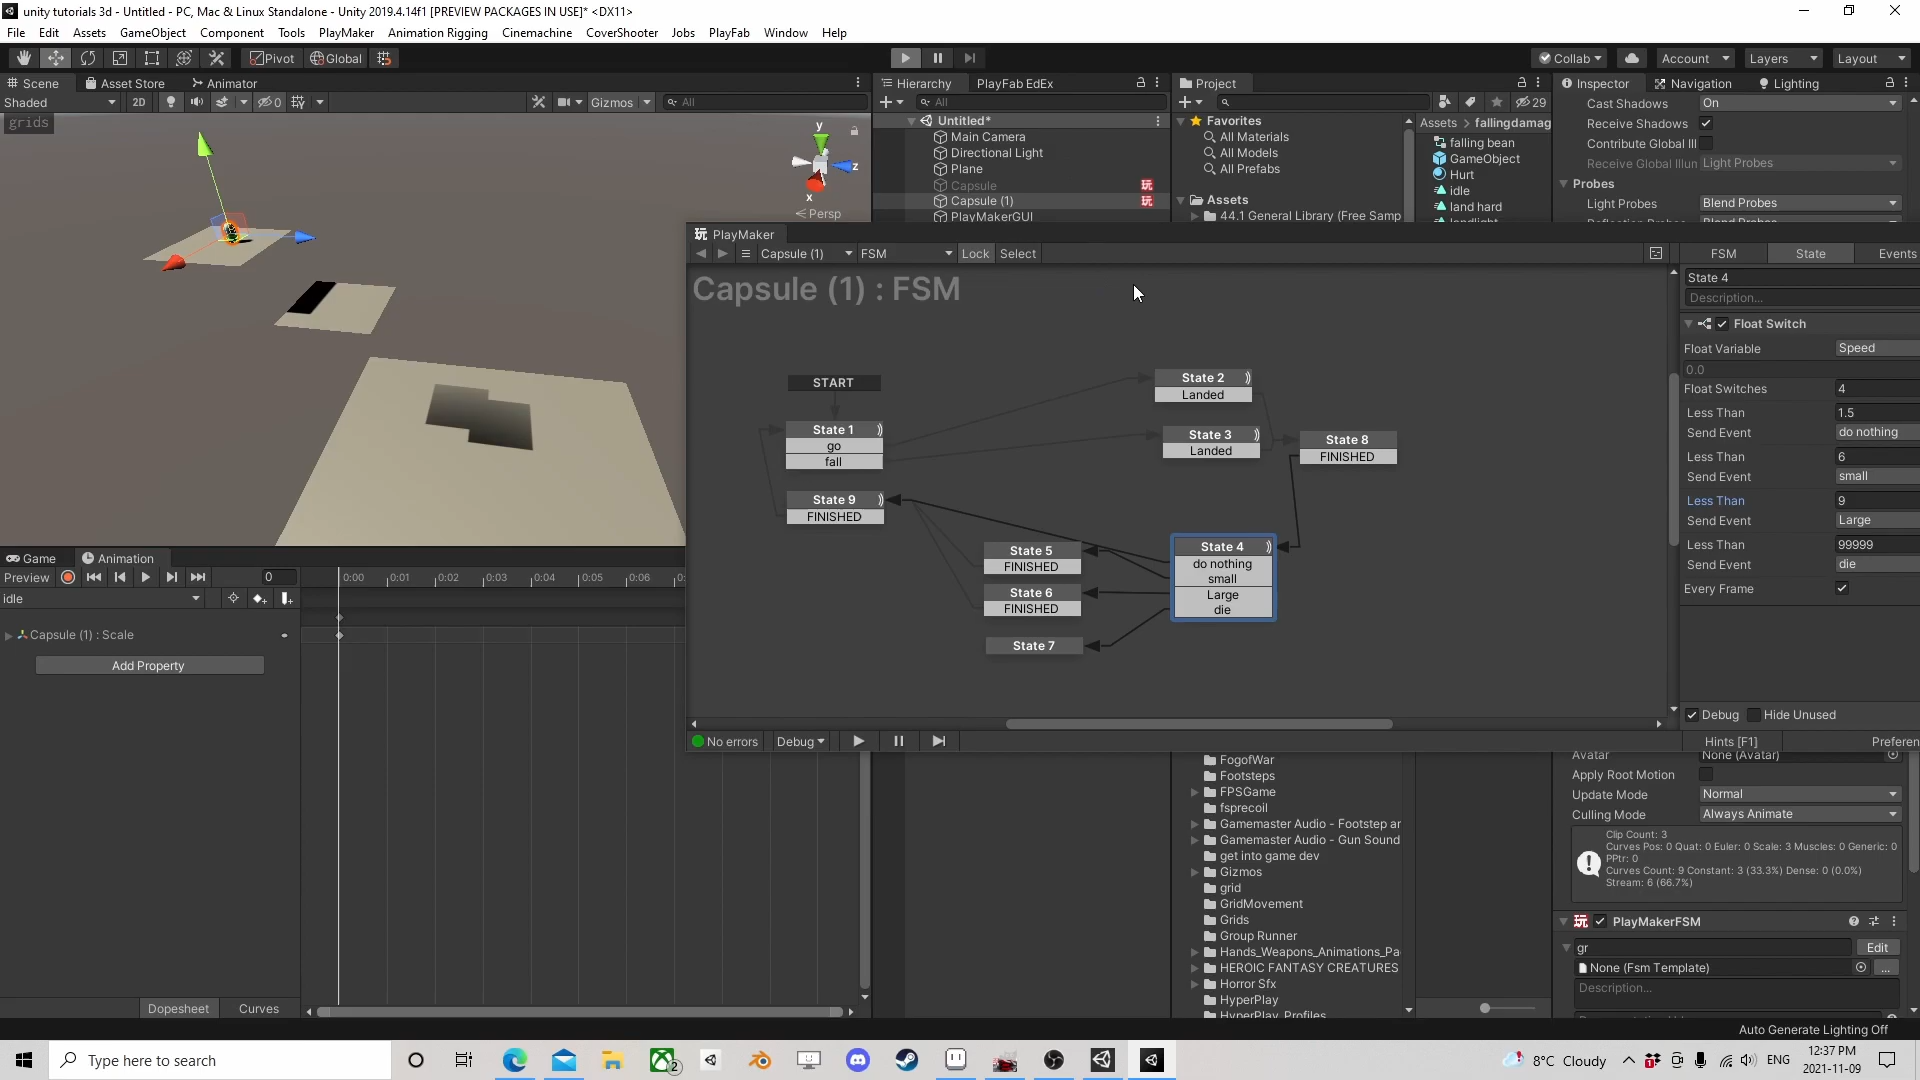 unity tutorials 3d - Untitled - PC, Mac & Linux Standalone - Unity 2019.4.14f1 [PREVIEW PACKAGES IN USE]* <DX11>
File Edit Assets GameObject Component Tools PlayMaker Animation Rigging Cinemachine CoverShooter Jobs PlayFab Window Help
Pivot Global Collab Account Layers Layout
Scene Asset Store Animator
Shaded 2D 0 Gizmos All
grids
y
z
x
Persp
Hierarchy PlayFab EdEx
All
Untitled*
Main Camera
Directional Light
Plane
Capsule
Capsule (1)
PlayMakerGUI
Project
29
Favorites
All Materials
All Models
All Prefabs
Assets
44.1 General Library (Free Samp
Assets > fallingdamag
falling bean
GameObject
Hurt
idle
land hard
Inspector Navigation Lighting
Cast Shadows On
Receive Shadows
Contribute Global Ill
Receive Global Illun Light Probes
Probes
Light Probes Blend Probes
PlayMaker
Capsule (1) FSM Lock Select
Capsule (1) : FSM
START
State 1
go
fall
State 9
FINISHED
State 2
Landed
State 3
Landed
State 8
FINISHED
State 5
FINISHED
State 6
FINISHED
State 7
State 4
do nothing
small
Large
die
No errors Debug
FSM State Events
State 4
Description...
Float Switch
Float Variable Speed
0.0
Float Switches 4
Less Than 1.5
Send Event do nothing
Less Than 6
Send Event small
Less Than 9
Send Event Large
Less Than 99999
Send Event die
Every Frame
Debug Hide Unused
Hints [F1] Preferen
Game Animation
Preview 0
0:00 0:01 0:02 0:03 0:04 0:05 0:06
idle
Capsule (1) : Scale
Add Property
Dopesheet Curves
FogofWar
Footsteps
FPSGame
fsprecoil
Gamemaster Audio - Footstep ar
Gamemaster Audio - Gun Sound
get into game dev
Gizmos
grid
GridMovement
Grids
Group Runner
Hands_Weapons_Animations_Pa
HEROIC FANTASY CREATURES
Horror Sfx
HyperPlay
HyperPlay_Profiles
Avatar None (Avatar)
Apply Root Motion
Update Mode Normal
Culling Mode Always Animate
Clip Count: 3
Curves Pos: 0 Quat: 0 Euler: 0 Scale: 3 Muscles: 0 Generic: 0
PPtr: 0
Curves Count: 9 Constant: 3 (33.3%) Dense: 0 (0.0%)
Stream: 6 (66.7%)
PlayMakerFSM
gr Edit
None (Fsm Template) ...
Description...
Auto Generate Lighting Off
Type here to search
2
8°C Cloudy ENG
12:37 PM
2021-11-09